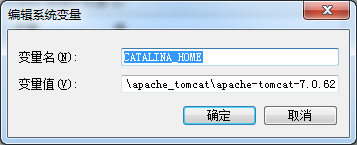 编辑系统变量
变量名(N):
CATALINA_HOME
变量值(V):
\apache_tomcat\apache-tomcat-7.0.62
确定
取消